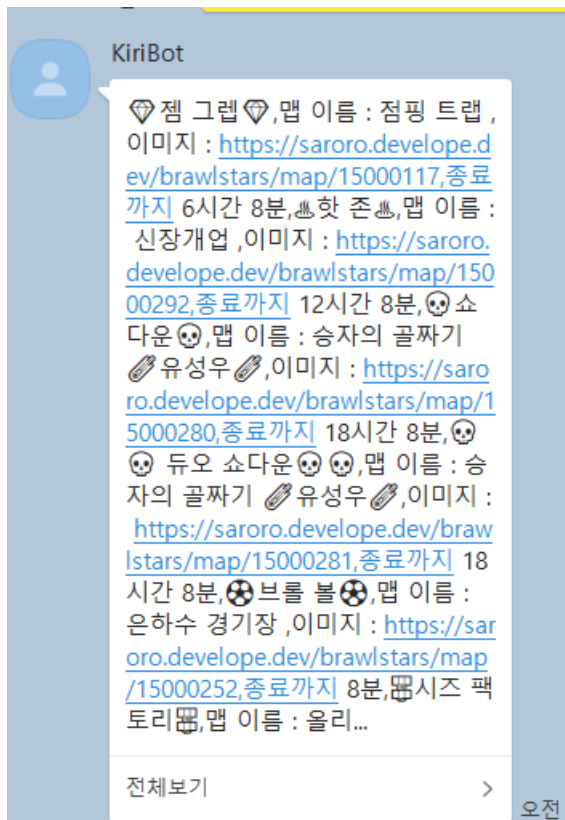 KiriBot
💎젬 그렙💎,맵 이름 : 점핑 트랩 ,
이미지 : https://saroro.develope.d
ev/brawlstars/map/15000117,종료
까지 6시간 8분,♨핫 존♨,맵 이름 :
신장개업 ,이미지 : https://saroro.
develope.dev/brawlstars/map/150
00292,종료까지 12시간 8분,💀쇼
다운💀,맵 이름 : 승자의 골짜기
☄유성우☄,이미지 : https://saro
ro.develope.dev/brawlstars/map/1
5000280,종료까지 18시간 8분,💀
💀 듀오 쇼다운💀💀,맵 이름 : 승
자의 골짜기 ☄유성우☄,이미지 :
https://saroro.develope.dev/braw
lstars/map/15000281,종료까지 18
시간 8분,⚽브롤 볼⚽,맵 이름 :
은하수 경기장 ,이미지 : https://sar
oro.develope.dev/brawlstars/map
/15000252,종료까지 8분,시즈 팩
토리,맵 이름 : 올리...
전체보기 >
오전